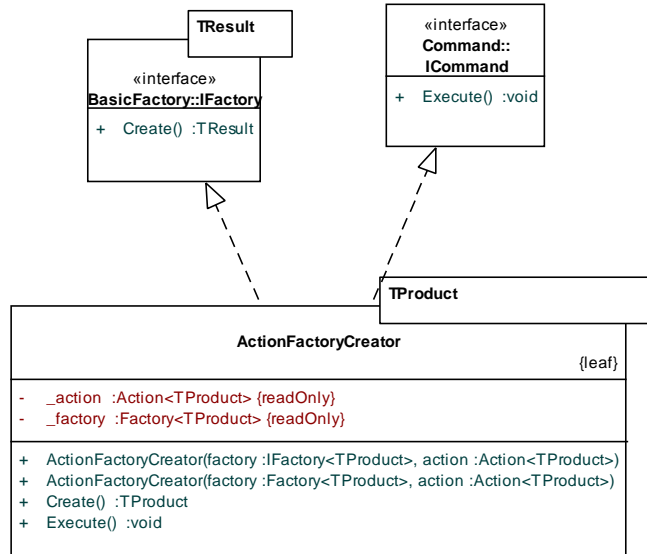 TResult
«interface»
BasicFactory::IFactory
+ Create() :TResult
«interface»
Command::
ICommand
+ Execute() :void
TProduct
ActionFactoryCreator
{leaf}
- _action :Action<TProduct> {readOnly}
- _factory :Factory<TProduct> {readOnly}
+ ActionFactoryCreator(factory :IFactory<TProduct>, action :Action<TProduct>)
+ ActionFactoryCreator(factory :Factory<TProduct>, action :Action<TProduct>)
+ Create() :TProduct
+ Execute() :void